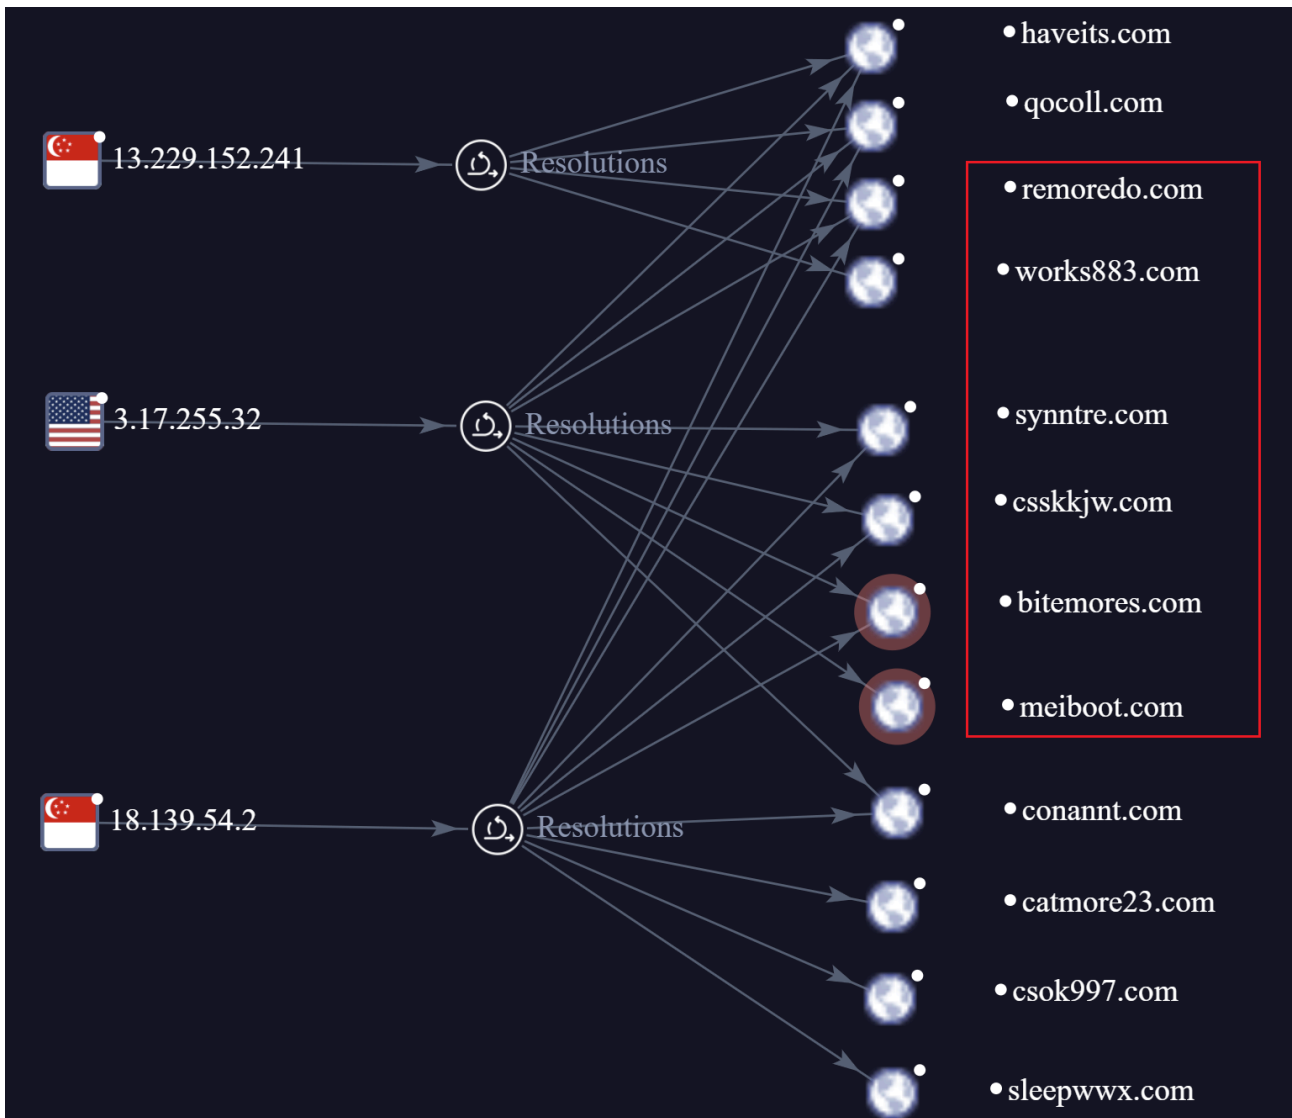 haveits.com
qocoll.com
13.229.152.241
Resolutions
remoredo.com
works883.com
3.17.255.32
Resolutions
synntre.com
csskkjw.com
bitemores.com
meiboot.com
18.139.54.2
Resolutions
conannt.com
catmore23.com
csok997.com
sleepwwx.com